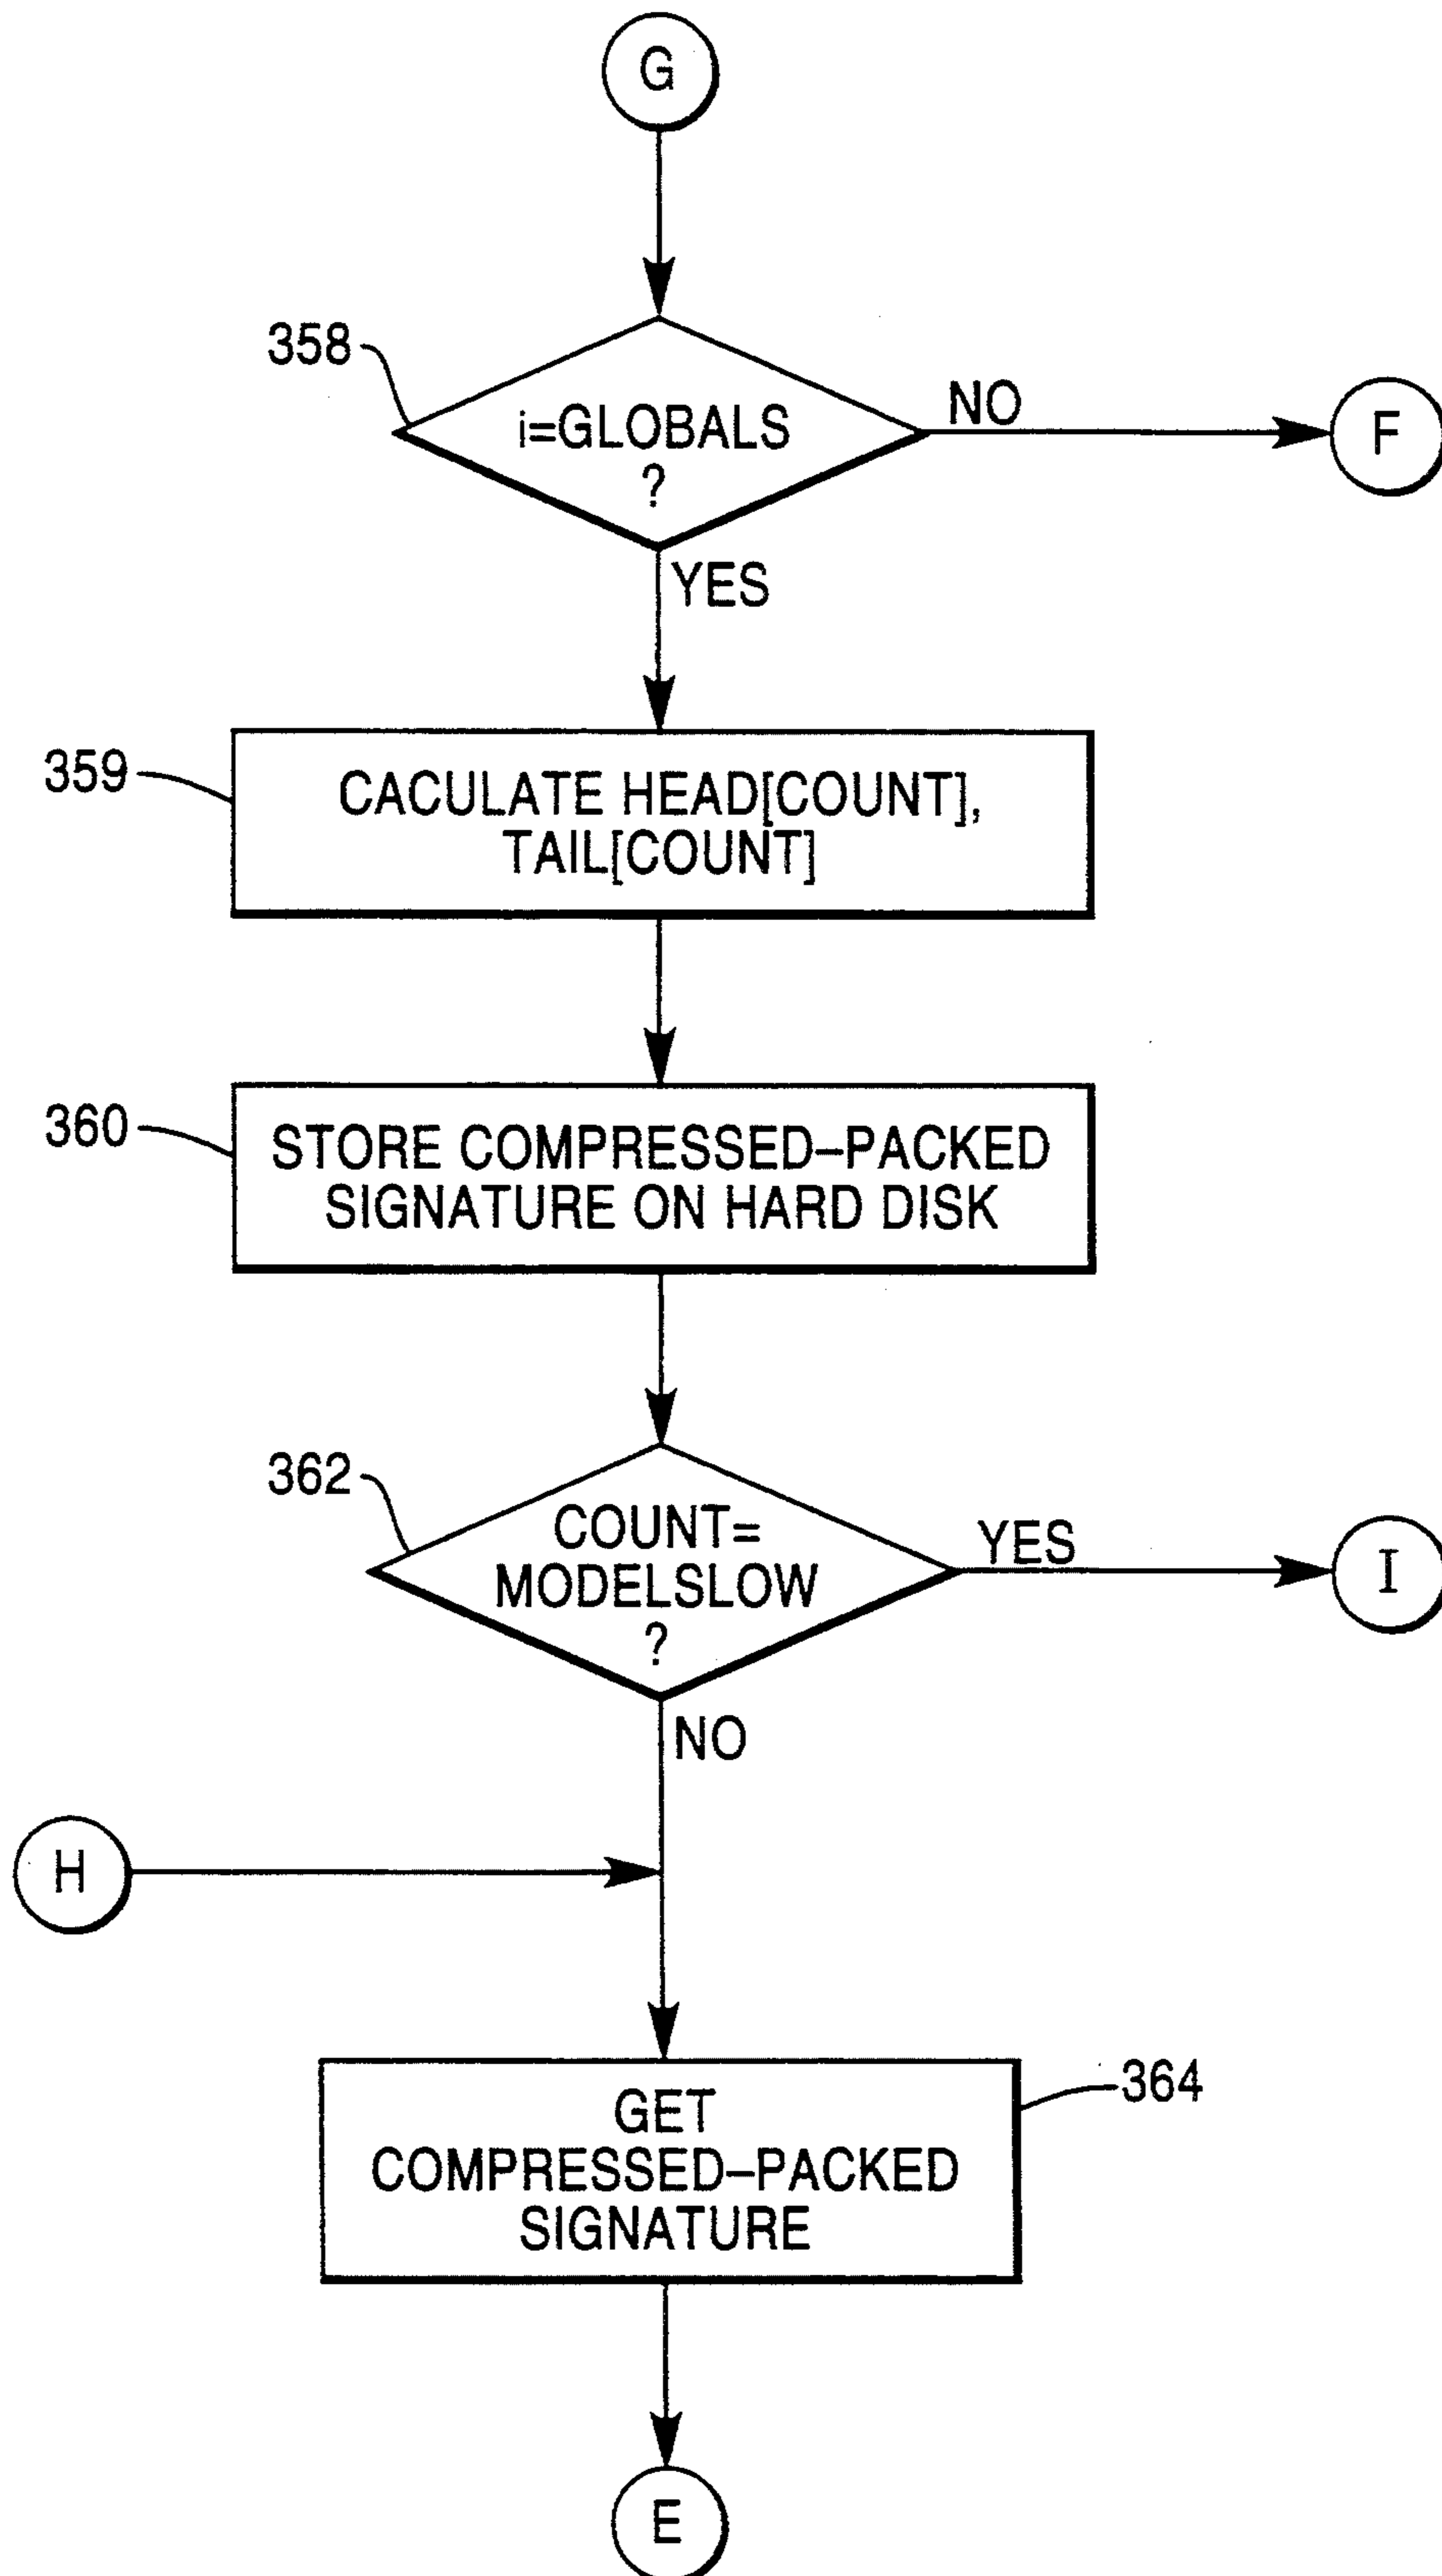 G
358
i=GLOBALS
?
NO
F
YES
359
CACULATE HEAD[COUNT],
TAIL[COUNT]
360
STORE COMPRESSED–PACKED
SIGNATURE ON HARD DISK
362
COUNT=
MODELSLOW
?
YES
I
NO
H
364
GET
COMPRESSED–PACKED
SIGNATURE
E